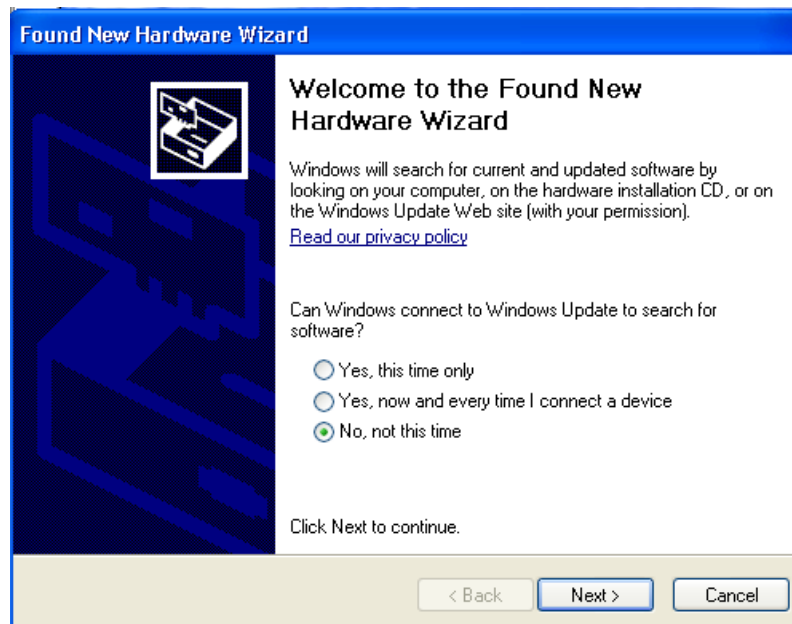 Found New Hardware Wizard
Welcome to the Found New
Hardware Wizard
Windows will search for current and updated software by
looking on your computer, on the hardware installation CD, or on
the Windows Update Web site (with your permission).
Read our privacy policy
Can Windows connect to Windows Update to search for
software?
Yes, this time only
Yes, now and every time I connect a device
No, not this time
Click Next to continue.
< Back Next > Cancel